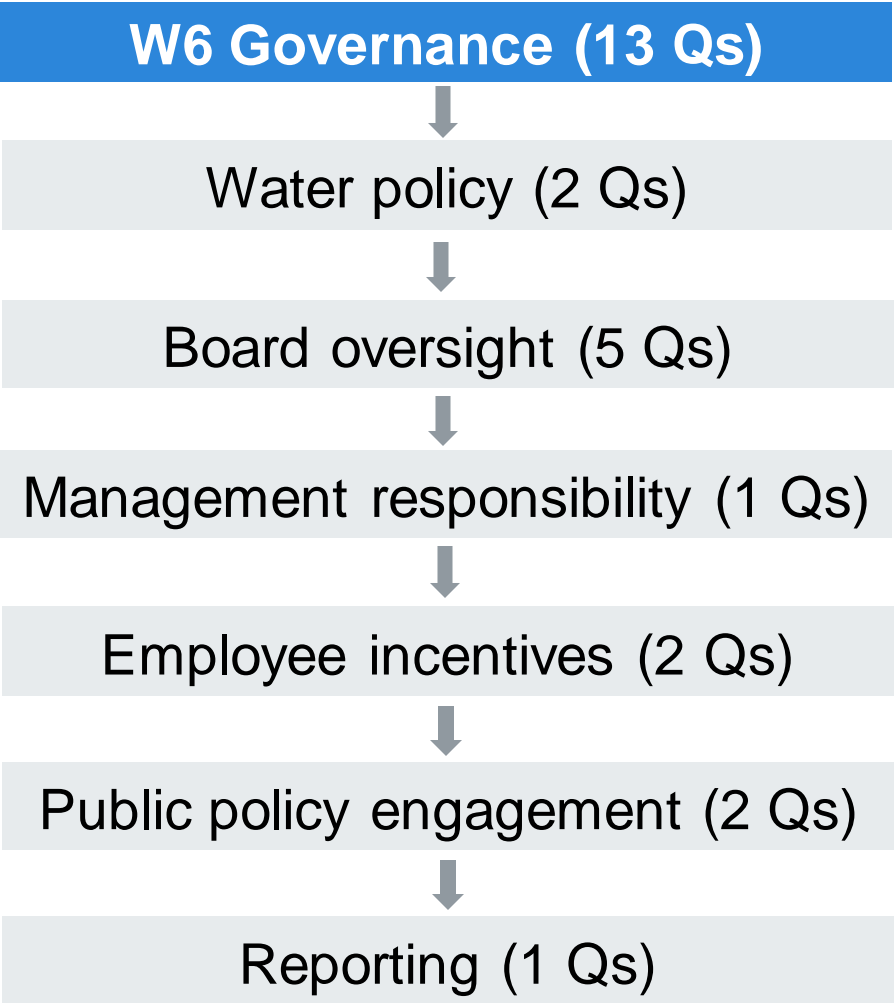 W6 Governance (13 Qs)
Water policy (2 Qs)
Board oversight (5 Qs)
Management responsibility (1 Qs)
Employee incentives (2 Qs)
Public policy engagement (2 Qs)
Reporting (1 Qs)